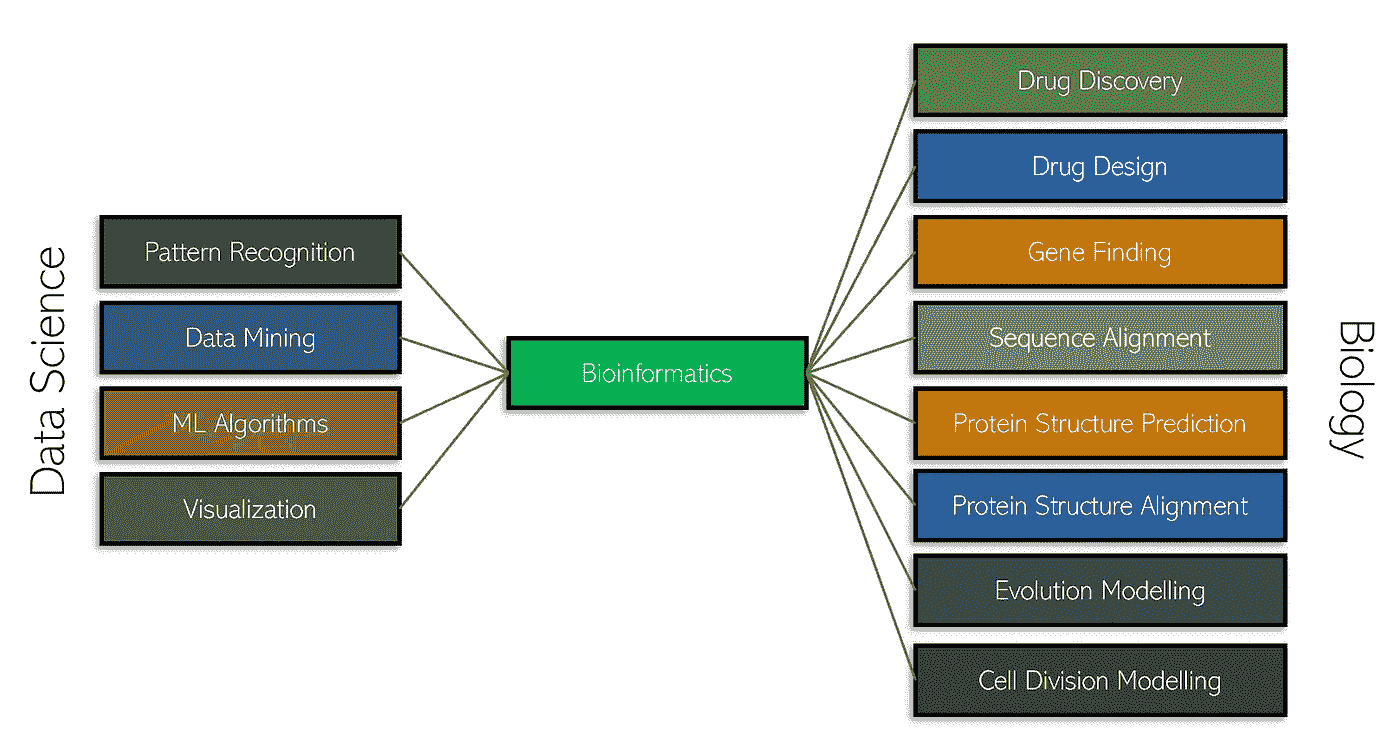 Data Science
Pattern Recognition
Data Mining
ML Algorithms
Visualization
Bioinformatics
Drug Discovery
Drug Design
Gene Finding
Sequence Alignment
Protein Structure Prediction
Protein Structure Alignment
Evolution Modelling
Cell Division Modelling
Biology